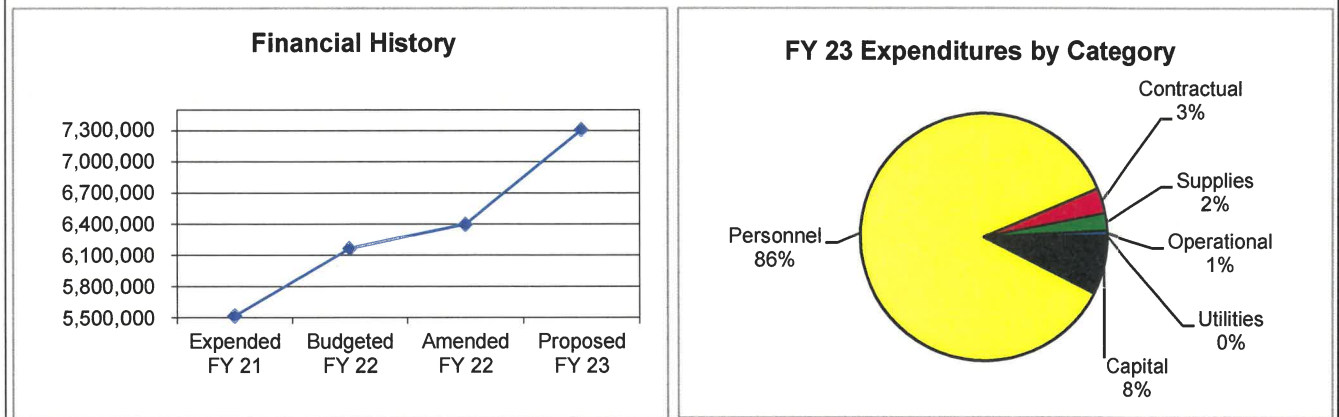 Financial History
7,300,000
7,000,000
6,700,000
6,400,000
6,100,000
5,800,000
5,500,000
Expended
FY 21
Budgeted
FY 22
Amended
FY 22
Proposed
FY 23
FY 23 Expenditures by Category
Contractual
3%
Supplies
2%
Operational
1%
Utilities
0%
Capital
8%
Personnel
86%